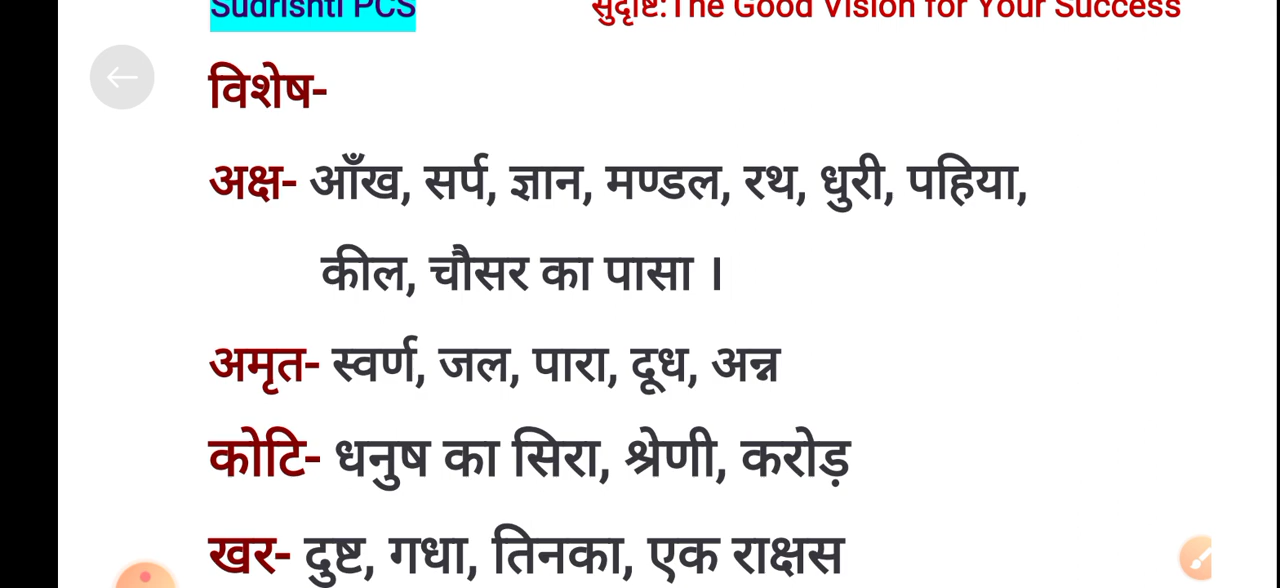 Sudrishti PCS सुदृष्टि:The Good Vision for Your Success
विशेष-
अक्ष- आँख, सर्प, ज्ञान, मण्डल, रथ, धुरी, पहिया,
कील, चौसर का पासा ।
अमृत- स्वर्ण, जल, पारा, दूध, अन्न
कोटि- धनुष का सिरा, श्रेणी, करोड़
खर- दुष्ट, गधा, तिनका, एक राक्षस